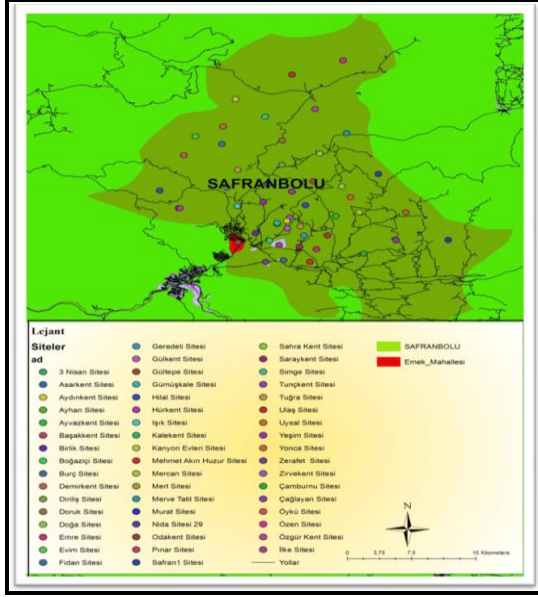 SAFRANBOLU
Lejant
Siteler
ad
3 Nisan Sitesi
Asarkent Sitesi
Aydınkent Sitesi
Ayhan Sitesi
Ayvazkent Sitesi
Başakkent Sitesi
Birlik Sitesi
Boğaziçi Sitesi
Burç Sitesi
Demirkent Sitesi
Diriliş Sitesi
Doruk Sitesi
Doğa Sitesi
Emre Sitesi
Evim Sitesi
Fidan Sitesi
Geredeli Sitesi
Gülkent Sitesi
Gültepe Sitesi
Gümüşkale Sitesi
Hilal Sitesi
Hürkent Sitesi
Işık Sitesi
Kalekent Sitesi
Kanyon Evleri Sitesi
Mehmet Akın Huzur Sitesi
Mercan Sitesi
Mert Sitesi
Merve Tatil Sitesi
Murat Sitesi
Nida Sitesi 29
Odakent Sitesi
Pınar Sitesi
Safran1 Sitesi
Sahra Kent Sitesi
Saraykent Sitesi
Simge Sitesi
Tunçkent Sitesi
Tuğra Sitesi
Ulaş Sitesi
Uysal Sitesi
Yeşim Sitesi
Yonca Sitesi
Zerafet Sitesi
Zirvekent Sitesi
Çamburnu Sitesi
Çağlayan Sitesi
Öykü Sitesi
Özen Sitesi
Özgür Kent Sitesi
İlke Sitesi
Yollar
SAFRANBOLU
Emek_Mahallesi
N
0 3,75 7,5 15 Kilometers